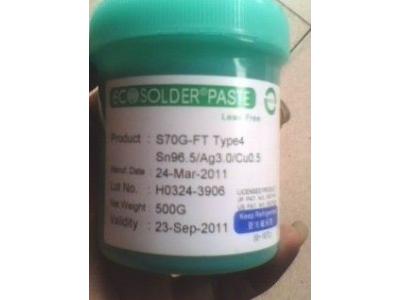 ECO SOLDER® PASTE
Lead Free
Product : S70G-FT Type4
Sn96.5/Ag3.0/Cu0.5
Manuf. Date : 24-Mar-2011
Lot No. : H0324-3906
Net Weight : 500G
Validity : 23-Sep-2011
LICENSED PRODUCT
Keep Refrigerated